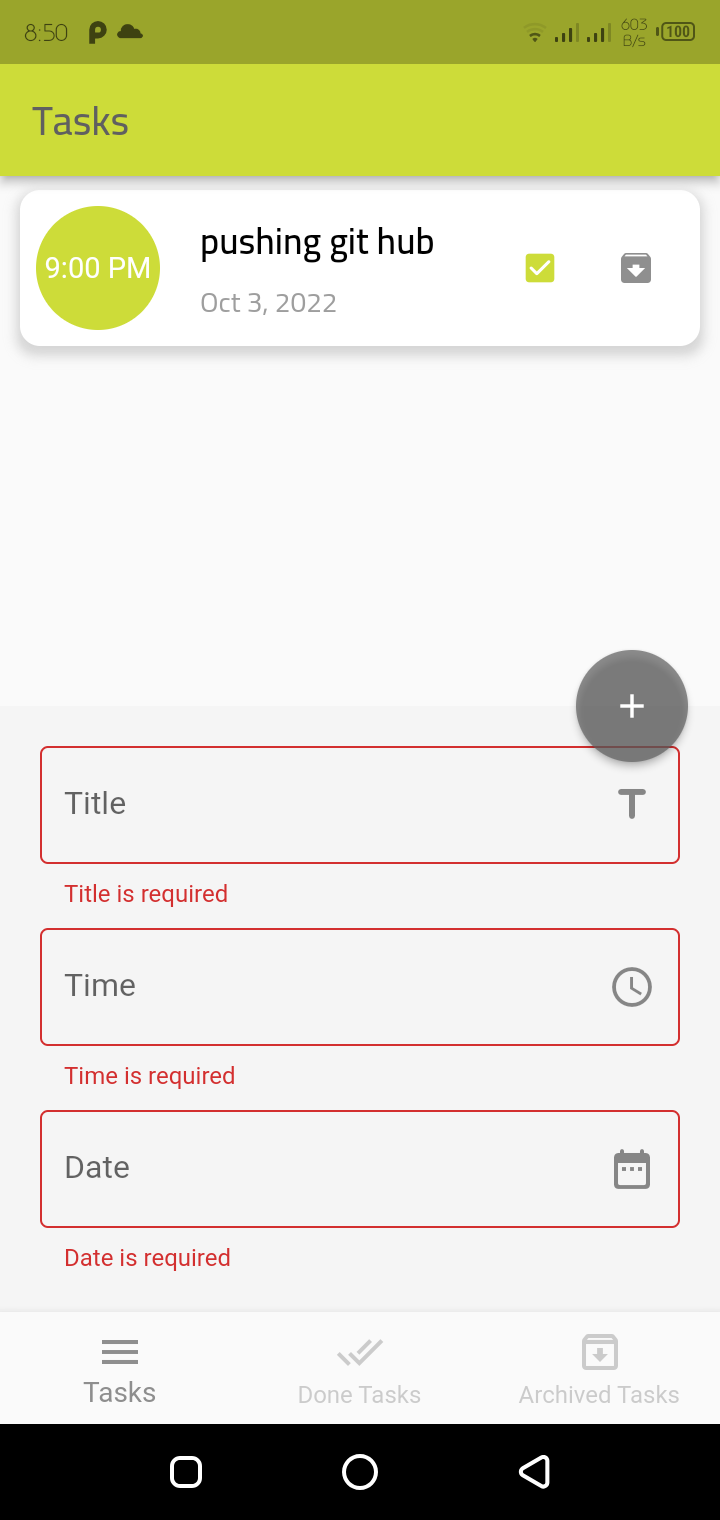 8:50
603
B/s
100
Tasks
9:00 PM
pushing git hub
Oct 3, 2022
Title
Title is required
Time
Time is required
Date
Date is required
Tasks
Done Tasks
Archived Tasks